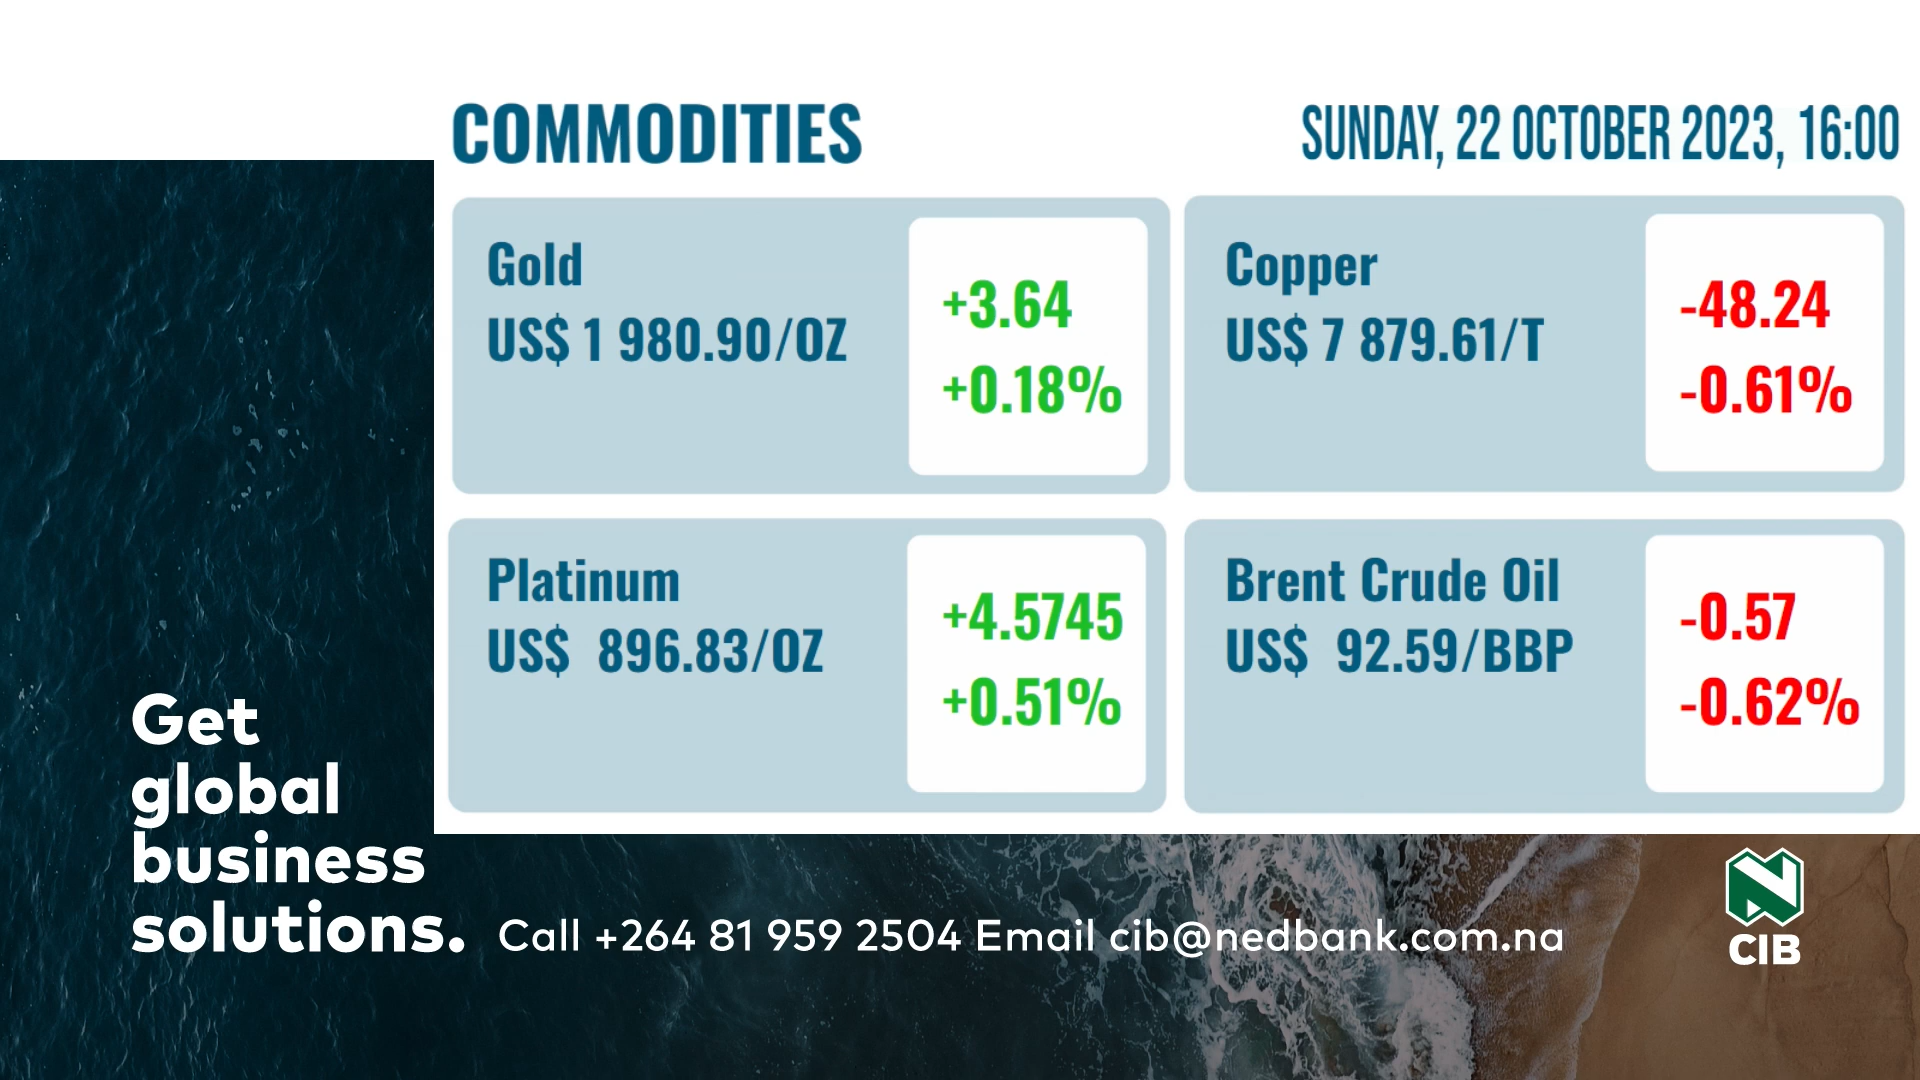 COMMODITIES
SUNDAY, 22 OCTOBER 2023, 16:00
Gold
US$ 1 980.90/OZ
+3.64
+0.18%
Copper
US$ 7 879.61/T
-48.24
-0.61%
Platinum
US$ 896.83/OZ
+4.5745
+0.51%
Brent Crude Oil
US$ 92.59/BBP
-0.57
-0.62%
Get
global
business
solutions.
Call +264 81 959 2504 Email cib@nedbank.com.na
CIB